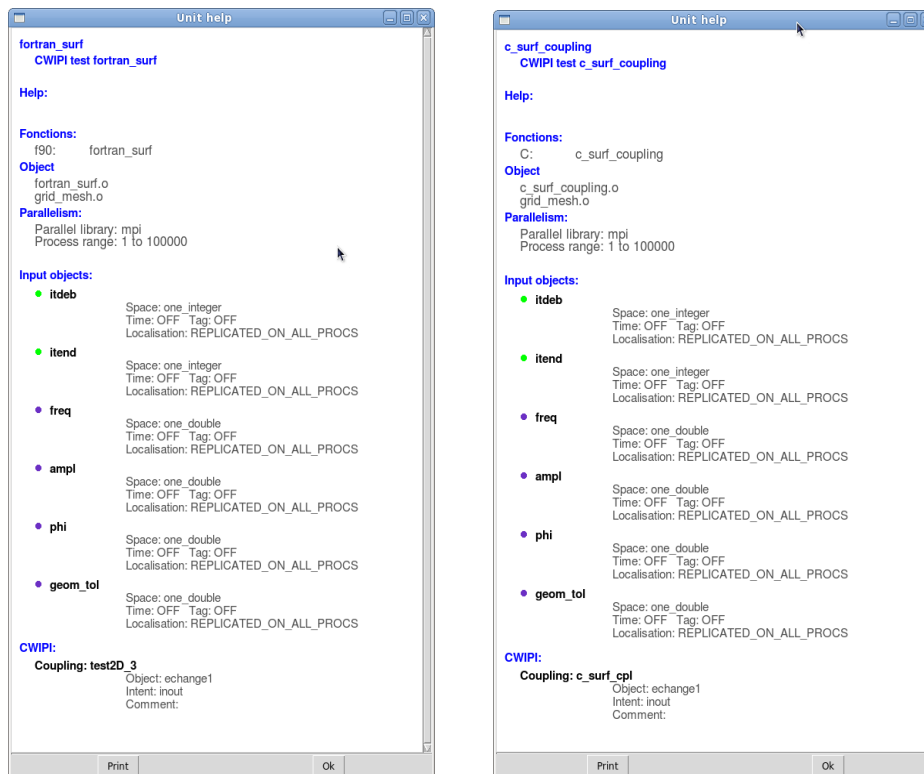 Unit help
fortran_surf
CWIPI test fortran_surf
Help:
Fonctions:
f90: fortran_surf
Object
fortran_surf.o
grid_mesh.o
Parallelism:
Parallel library: mpi
Process range: 1 to 100000
Input objects:
itdeb
Space: one_integer
Time: OFF Tag: OFF
Localisation: REPLICATED_ON_ALL_PROCS
itend
Space: one_integer
Time: OFF Tag: OFF
Localisation: REPLICATED_ON_ALL_PROCS
freq
Space: one_double
Time: OFF Tag: OFF
Localisation: REPLICATED_ON_ALL_PROCS
ampl
Space: one_double
Time: OFF Tag: OFF
Localisation: REPLICATED_ON_ALL_PROCS
phi
Space: one_double
Time: OFF Tag: OFF
Localisation: REPLICATED_ON_ALL_PROCS
geom_tol
Space: one_double
Time: OFF Tag: OFF
Localisation: REPLICATED_ON_ALL_PROCS
CWIPI:
Coupling: test2D_3
Object: echange1
Intent: inout
Comment:
Print Ok
Unit help
c_surf_coupling
CWIPI test c_surf_coupling
Help:
Fonctions:
C: c_surf_coupling
Object
c_surf_coupling.o
grid_mesh.o
Parallelism:
Parallel library: mpi
Process range: 1 to 100000
Input objects:
itdeb
Space: one_integer
Time: OFF Tag: OFF
Localisation: REPLICATED_ON_ALL_PROCS
itend
Space: one_integer
Time: OFF Tag: OFF
Localisation: REPLICATED_ON_ALL_PROCS
freq
Space: one_double
Time: OFF Tag: OFF
Localisation: REPLICATED_ON_ALL_PROCS
ampl
Space: one_double
Time: OFF Tag: OFF
Localisation: REPLICATED_ON_ALL_PROCS
phi
Space: one_double
Time: OFF Tag: OFF
Localisation: REPLICATED_ON_ALL_PROCS
geom_tol
Space: one_double
Time: OFF Tag: OFF
Localisation: REPLICATED_ON_ALL_PROCS
CWIPI:
Coupling: c_surf_cpl
Object: echange1
Intent: inout
Comment:
Print Ok